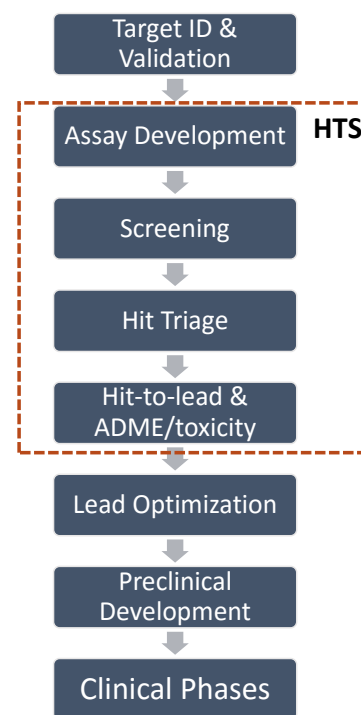 Target ID &
Validation
Assay Development
HTS
Screening
Hit Triage
Hit-to-lead &
ADME/toxicity
Lead Optimization
Preclinical
Development
Clinical Phases